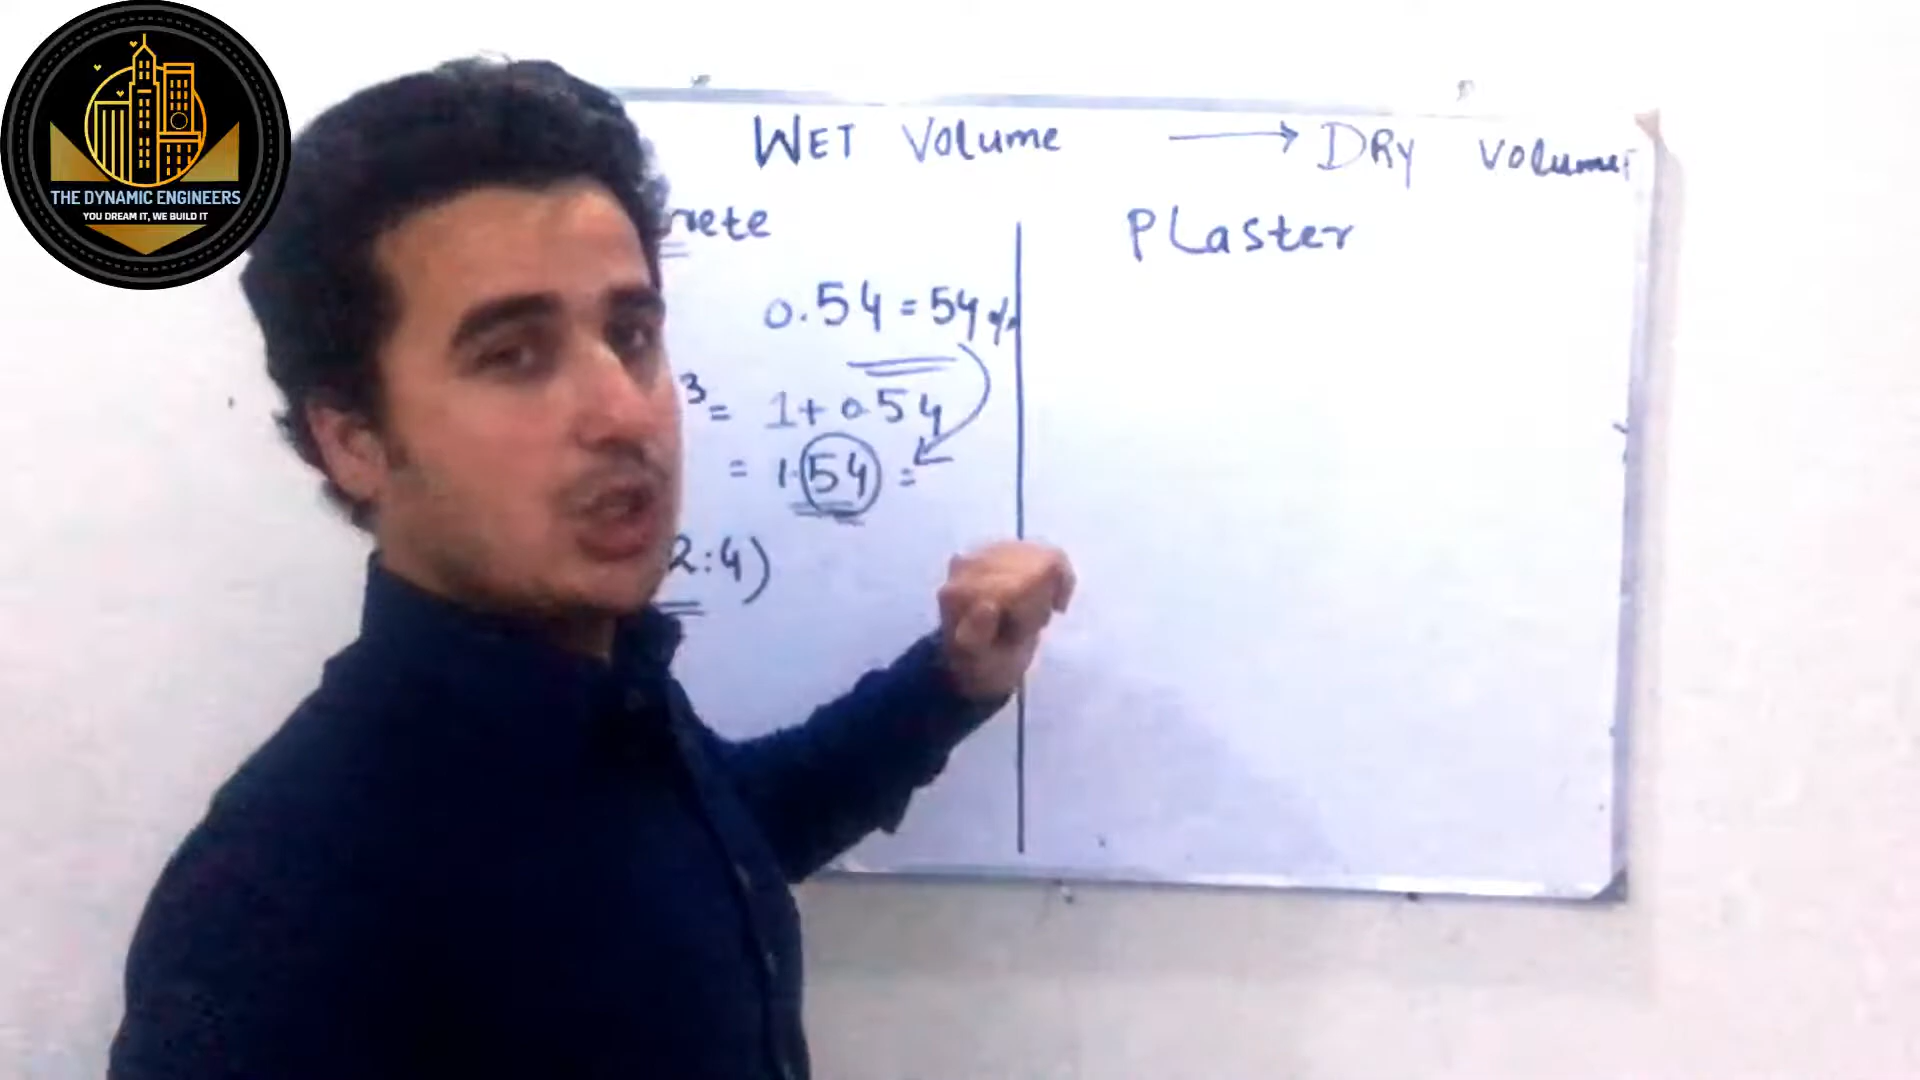 THE DYNAMIC ENGINEERS
YOU DREAM IT, WE BUILD IT
WET Volume → DRY Volume
rete
0.54 = 54%
3 = 1+0.54
= 1.54 =
2:4)
Plaster